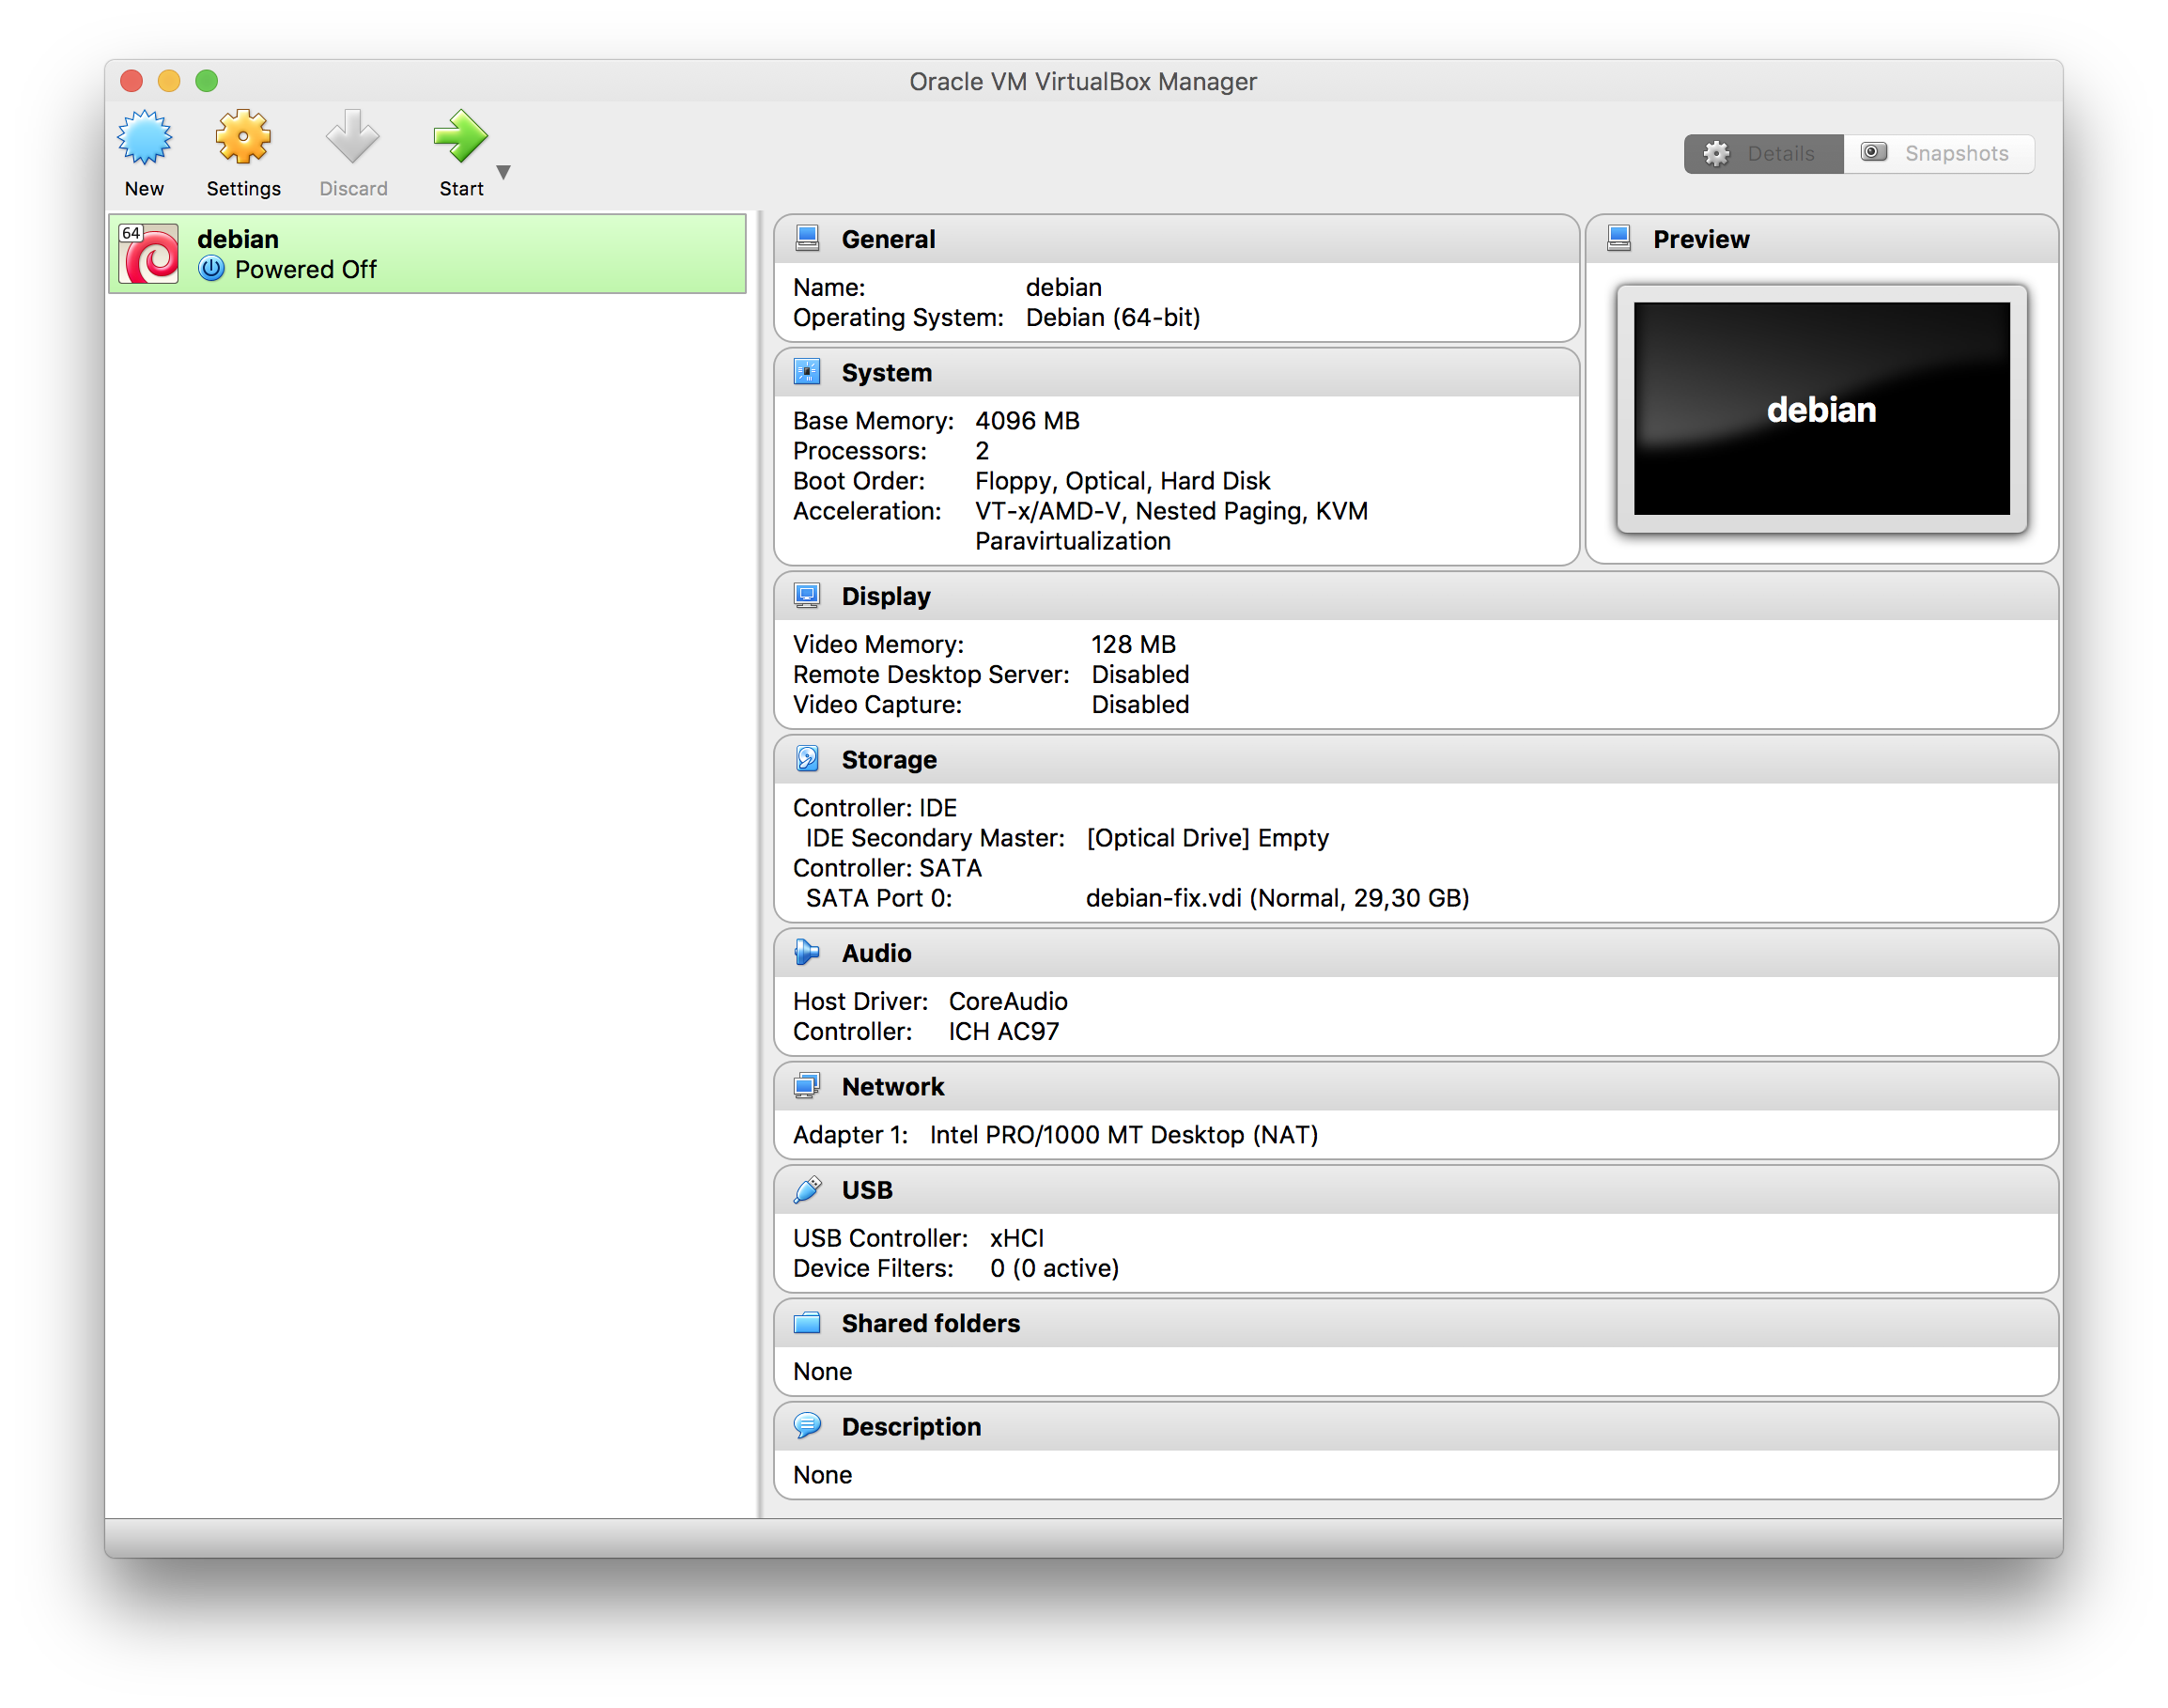 Oracle VM VirtualBox Manager
New
Settings
Discard
Start
Details
Snapshots
64
debian
Powered Off
General
Name: debian
Operating System: Debian (64-bit)
Preview
debian
System
Base Memory: 4096 MB
Processors: 2
Boot Order: Floppy, Optical, Hard Disk
Acceleration: VT-x/AMD-V, Nested Paging, KVM
Paravirtualization
Display
Video Memory: 128 MB
Remote Desktop Server: Disabled
Video Capture: Disabled
Storage
Controller: IDE
IDE Secondary Master: [Optical Drive] Empty
Controller: SATA
SATA Port 0: debian-fix.vdi (Normal, 29,30 GB)
Audio
Host Driver: CoreAudio
Controller: ICH AC97
Network
Adapter 1: Intel PRO/1000 MT Desktop (NAT)
USB
USB Controller: xHCI
Device Filters: 0 (0 active)
Shared folders
None
Description
None